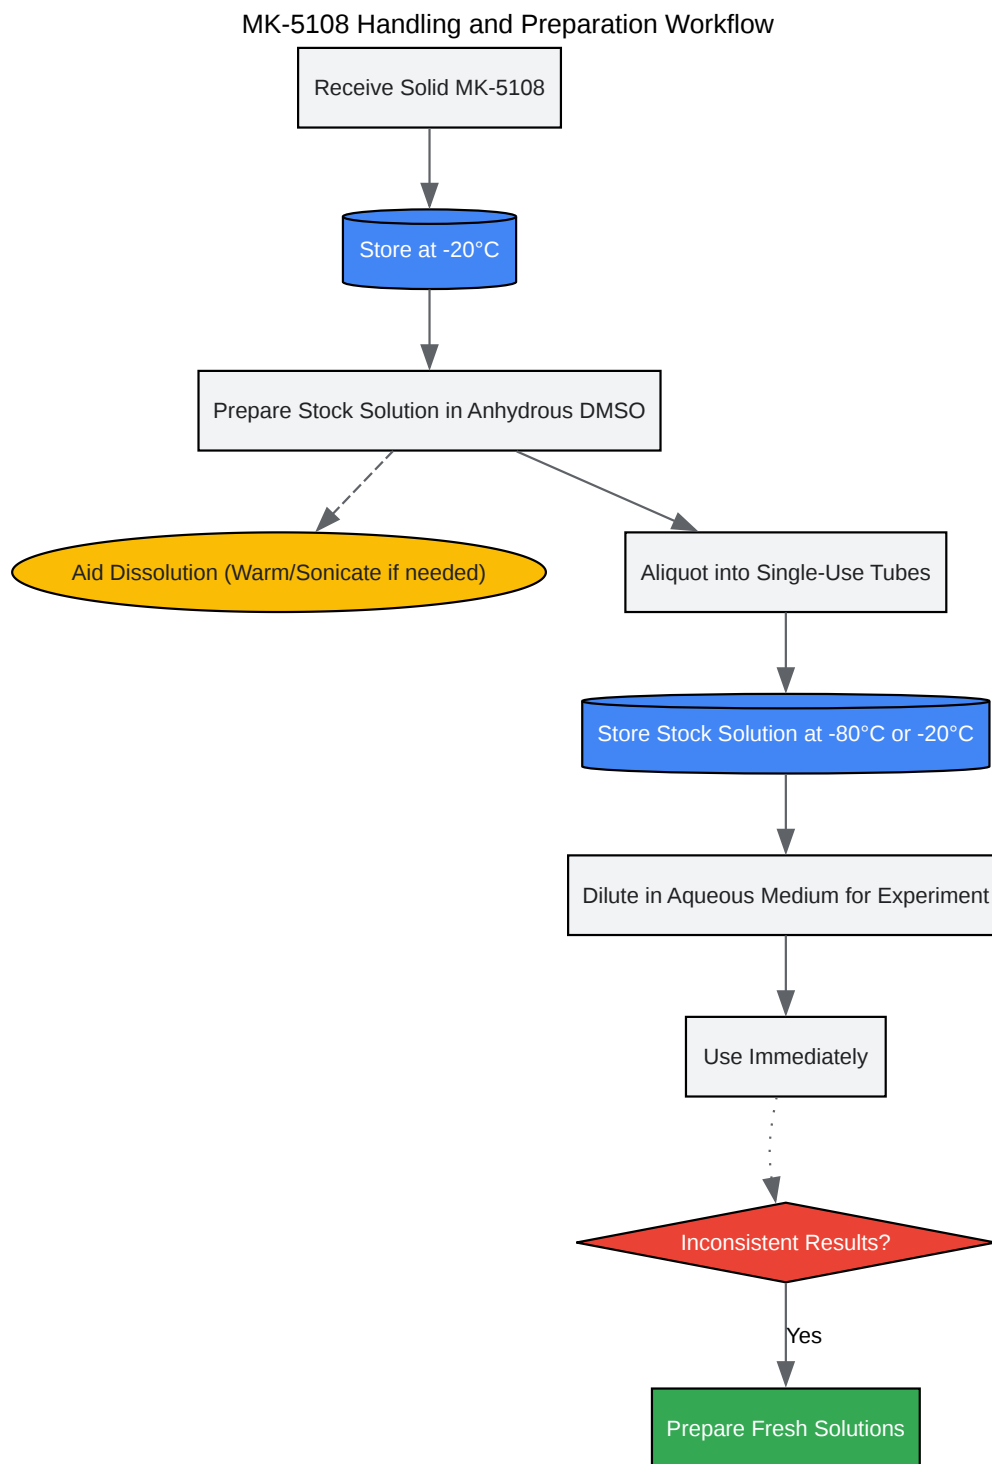 MK-5108 Handling and Preparation Workflow
Receive Solid MK-5108
Store at -20°C
Prepare Stock Solution in Anhydrous DMSO
Aid Dissolution (Warm/Sonicate if needed)
Aliquot into Single-Use Tubes
Store Stock Solution at -80°C or -20°C
Dilute in Aqueous Medium for Experiment
Use Immediately
Inconsistent Results?
Yes
Prepare Fresh Solutions